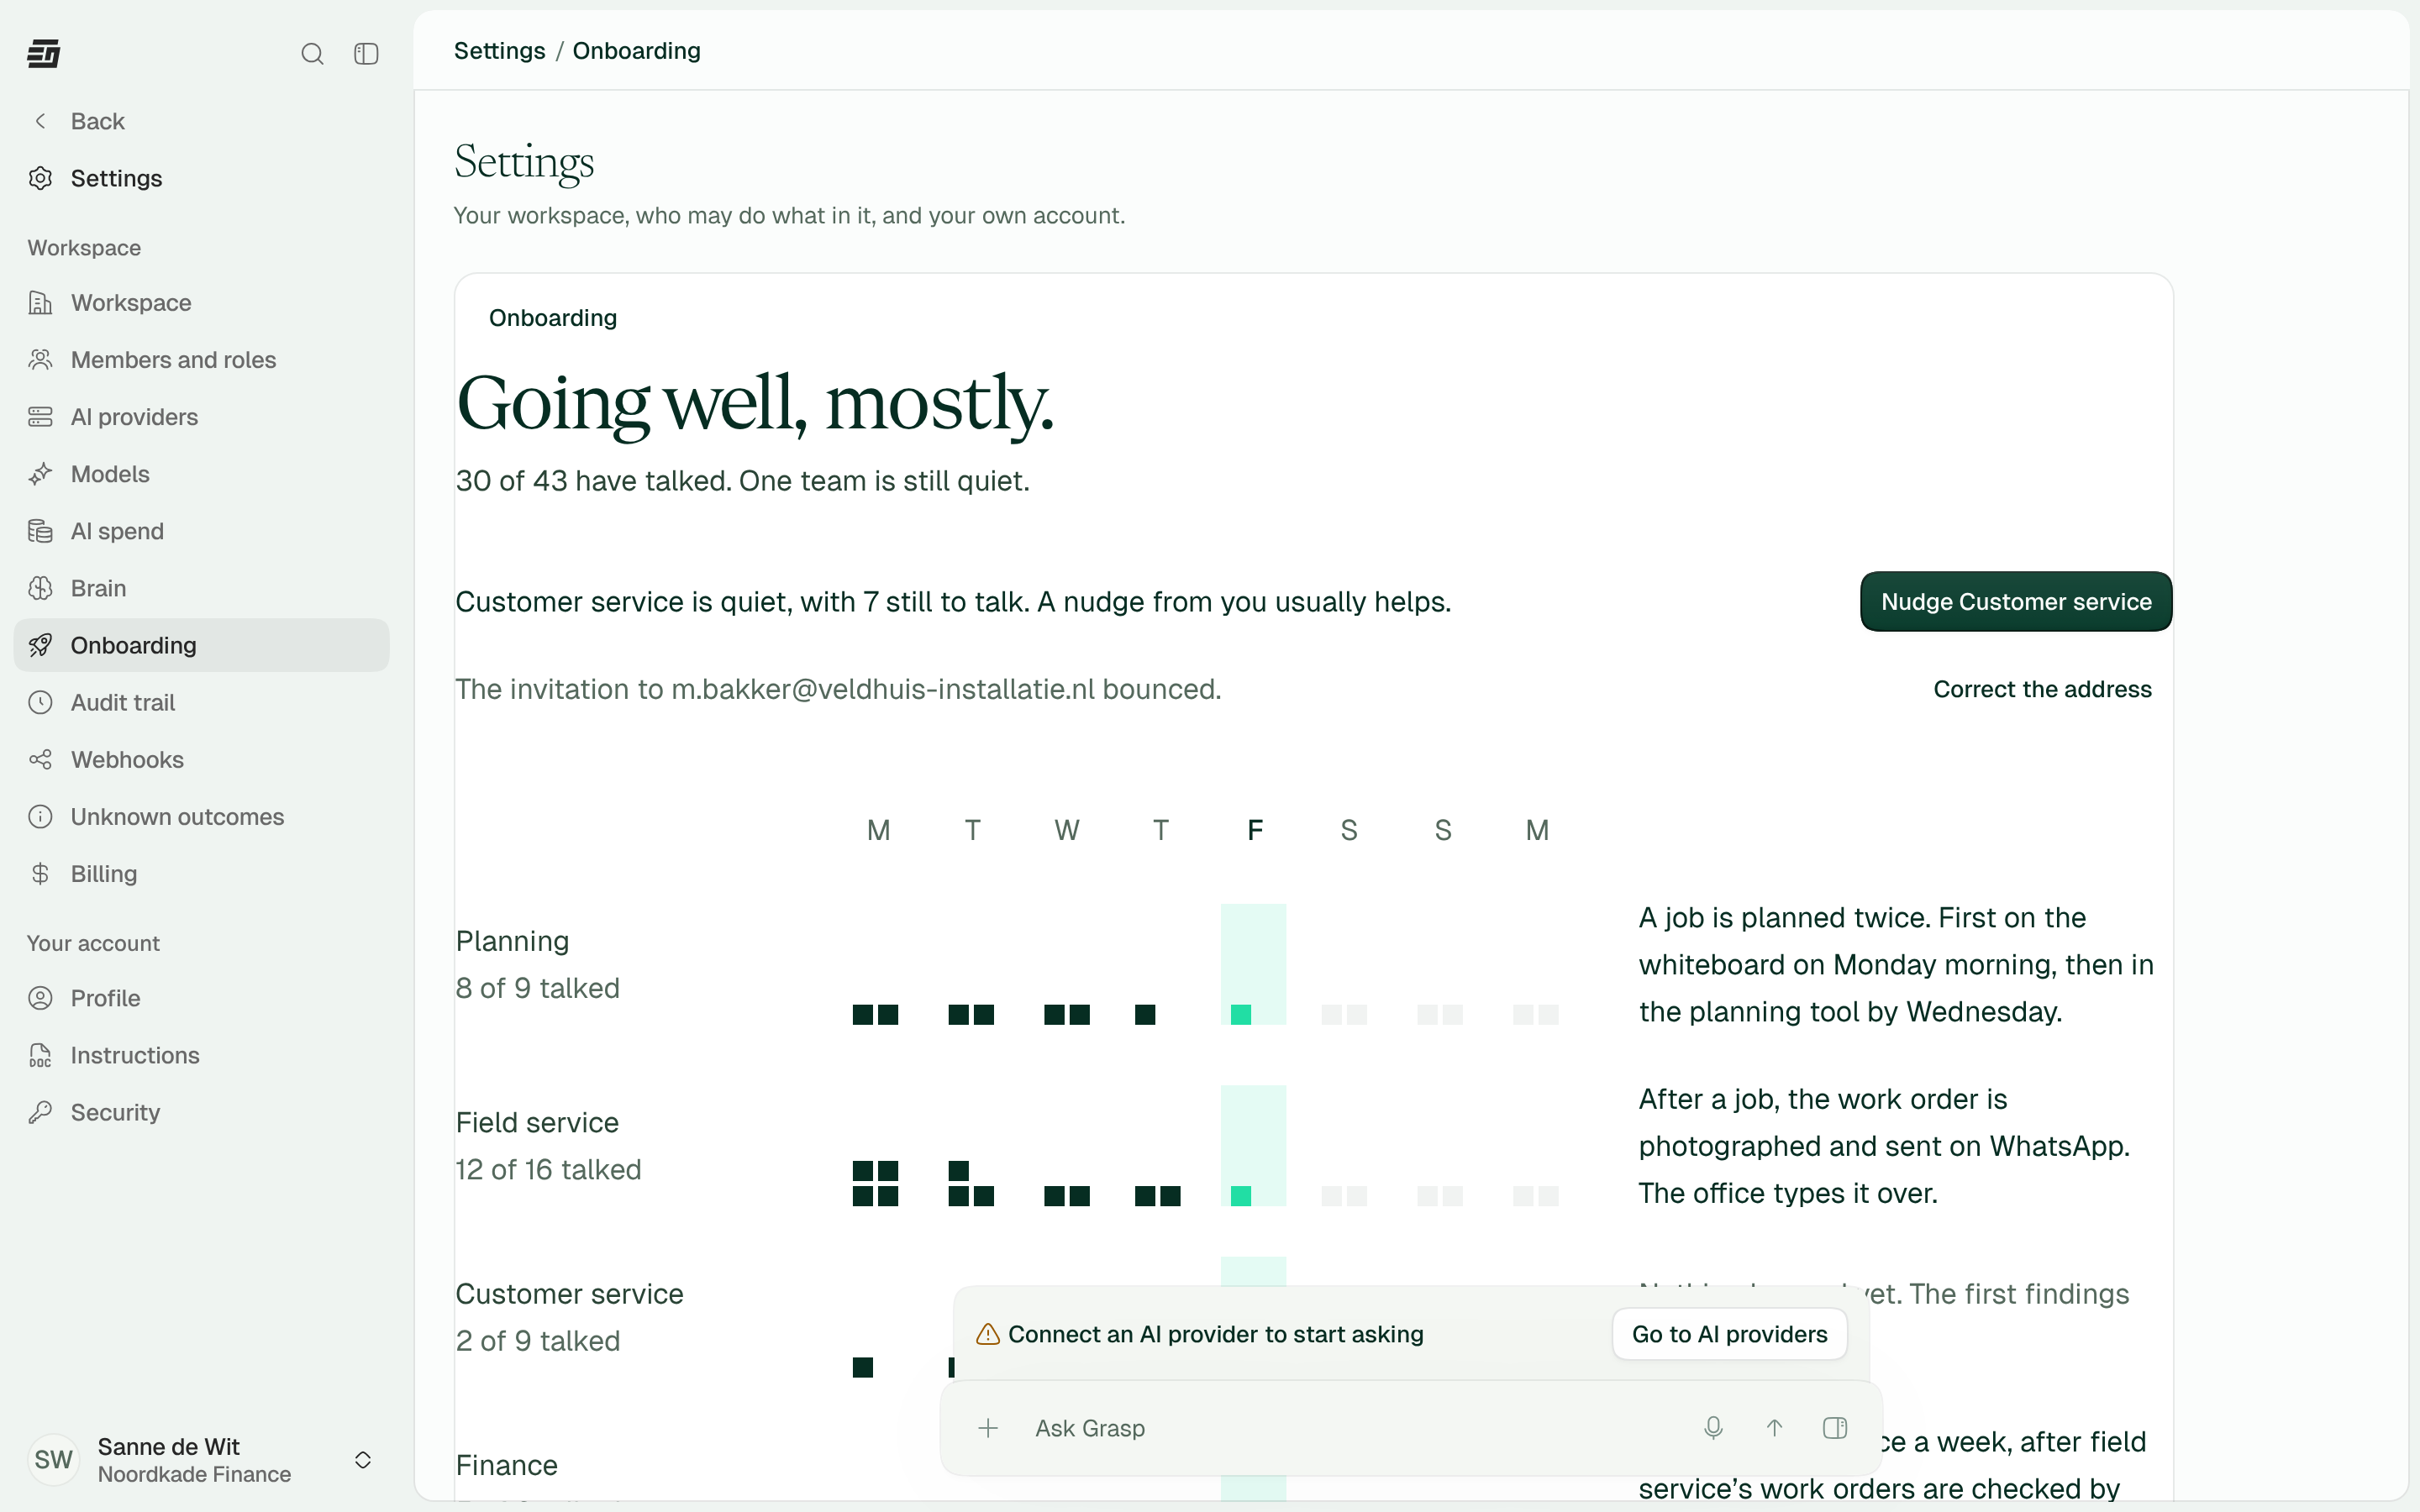 Settings / Onboarding
Back
Settings
Workspace
Workspace
Members and roles
AI providers
Models
AI spend
Brain
Onboarding
Audit trail
Webhooks
Unknown outcomes
Billing
Your account
Profile
Instructions
Security
SW
Sanne de Wit
Noordkade Finance
Settings
Your workspace, who may do what in it, and your own account.
Onboarding
Going well, mostly.
30 of 43 have talked. One team is still quiet.
Customer service is quiet, with 7 still to talk. A nudge from you usually helps.
Nudge Customer service
The invitation to m.bakker@veldhuis-installatie.nl bounced.
Correct the address
M T W T F S S M
Planning
8 of 9 talked
A job is planned twice. First on the
whiteboard on Monday morning, then in
the planning tool by Wednesday.
Field service
12 of 16 talked
After a job, the work order is
photographed and sent on WhatsApp.
The office types it over.
Customer service
2 of 9 talked
yet. The first findings
Connect an AI provider to start asking
Go to AI providers
Ask Grasp
Finance
a week, after field
service's work orders are checked by